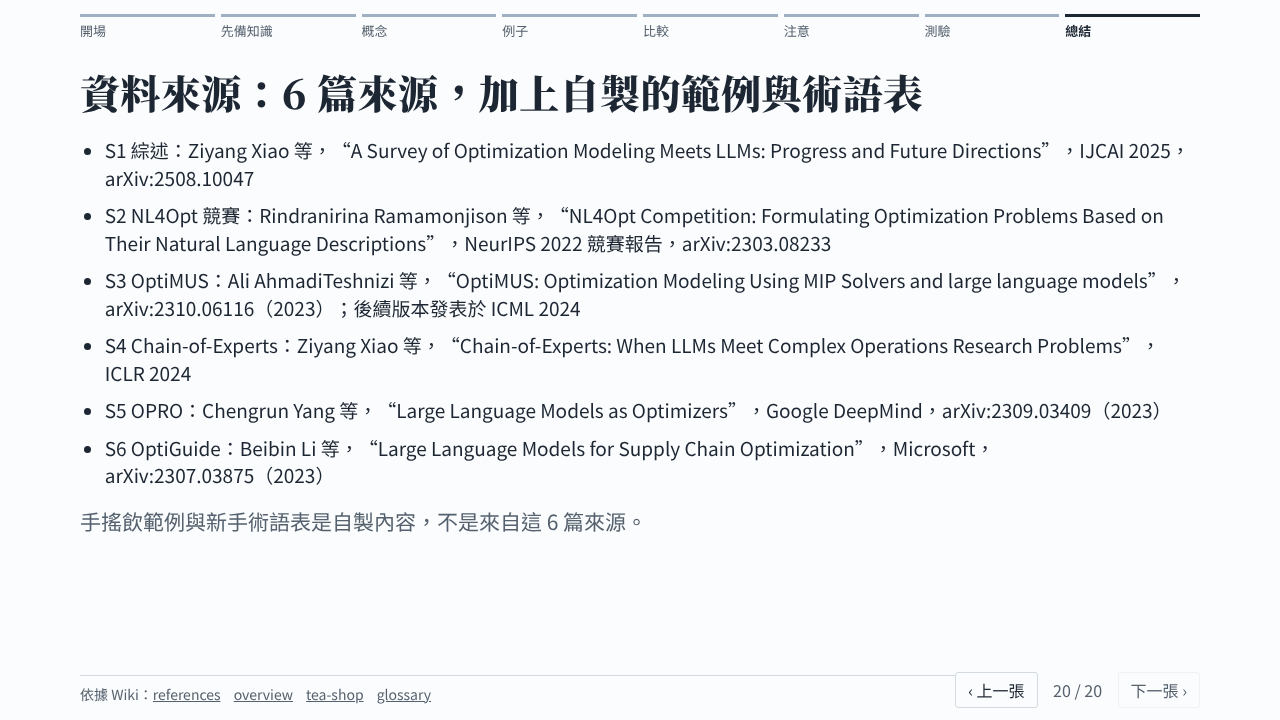 開場 先備知識 概念 例子 比較 注意 測驗 總結
資料來源：6 篇來源，加上自製的範例與術語表
• S1 綜述：Ziyang Xiao 等，“A Survey of Optimization Modeling Meets LLMs: Progress and Future Directions”，IJCAI 2025，
arXiv:2508.10047
• S2 NL4Opt 競賽：Rindranirina Ramamonjison 等，“NL4Opt Competition: Formulating Optimization Problems Based on
Their Natural Language Descriptions”，NeurIPS 2022 競賽報告，arXiv:2303.08233
• S3 OptiMUS：Ali AhmadiTeshnizi 等，“OptiMUS: Optimization Modeling Using MIP Solvers and large language models”，
arXiv:2310.06116（2023）；後續版本發表於 ICML 2024
• S4 Chain-of-Experts：Ziyang Xiao 等，“Chain-of-Experts: When LLMs Meet Complex Operations Research Problems”，
ICLR 2024
• S5 OPRO：Chengrun Yang 等，“Large Language Models as Optimizers”，Google DeepMind，arXiv:2309.03409（2023）
• S6 OptiGuide：Beibin Li 等，“Large Language Models for Supply Chain Optimization”，Microsoft，
arXiv:2307.03875（2023）
手搖飲範例與新手術語表是自製內容，不是來自這 6 篇來源。
依據 Wiki：references overview tea-shop glossary
‹ 上一張 20 / 20 下一張 ›